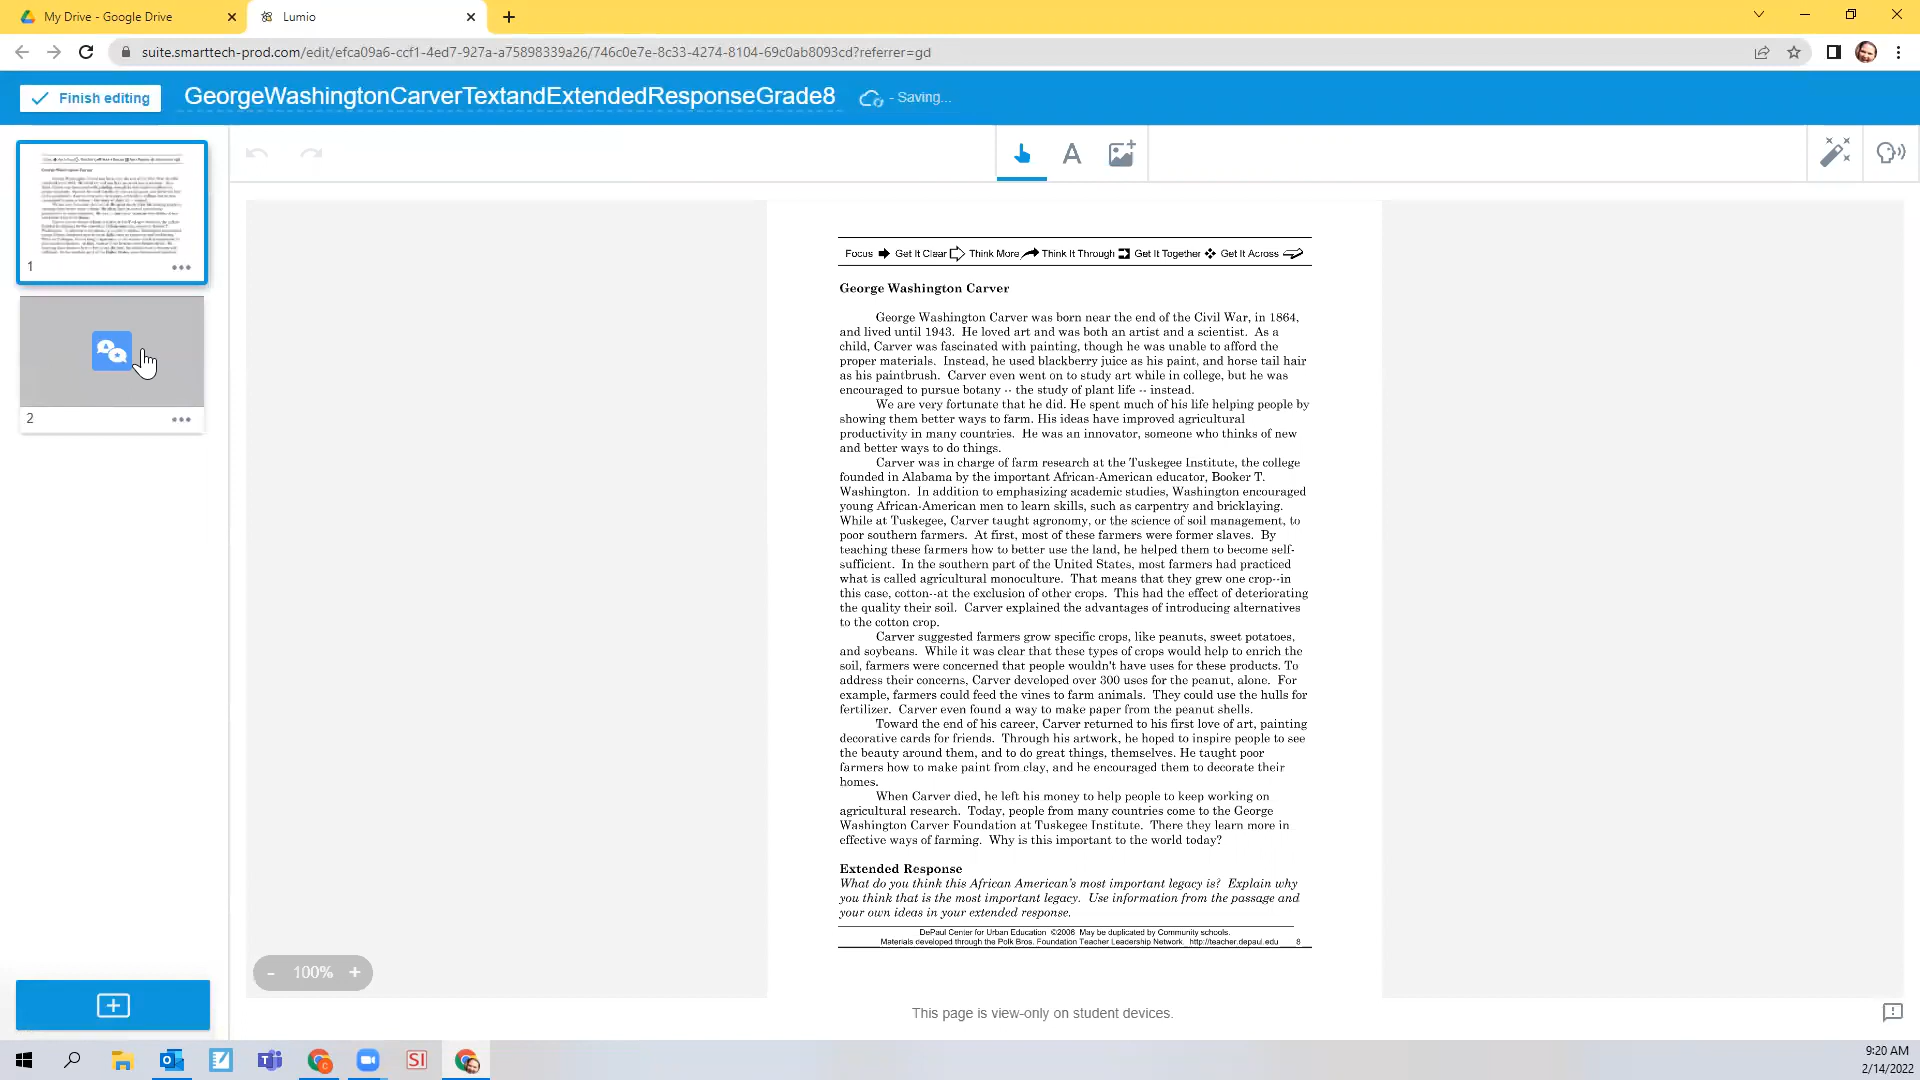 My Drive - Google Drive
Lumio
suite.smarttech-prod.com/edit/efca09a6-ccf1-4ed7-927a-a75898339a26/746c0e7e-8c33-4274-8104-69c0ab8093cd?referrer=gd
Finish editing
GeorgeWashingtonCarverTextandExtendedResponseGrade8
- Saving...
1
2
Focus Get It Clear Think More Think It Through Get It Together Get It Across
George Washington Carver
George Washington Carver was born near the end of the Civil War, in 1864,
and lived until 1943. He loved art and was both an artist and a scientist. As a
child, Carver was fascinated with painting, though he was unable to afford the
proper materials. Instead, he used blackberry juice as his paint, and horse tail hair
as his paintbrush. Carver even went on to study art while in college, but he was
encouraged to pursue botany -- the study of plant life -- instead.
We are very fortunate that he did. He spent much of his life helping people by
showing them better ways to farm. His ideas have improved agricultural
productivity in many countries. He was an innovator, someone who thinks of new
and better ways to do things.
Carver was in charge of farm research at the Tuskegee Institute, the college
founded in Alabama by the important African-American educator, Booker T.
Washington. In addition to emphasizing academic studies, Washington encouraged
young African-American men to learn skills, such as carpentry and bricklaying.
While at Tuskegee, Carver taught agronomy, or the science of soil management, to
poor southern farmers. At first, most of these farmers were former slaves. By
teaching these farmers how to better use the land, he helped them to become self-
sufficient. In the southern part of the United States, most farmers had practiced
what is called agricultural monoculture. That means that they grew one crop--in
this case, cotton--at the exclusion of other crops. This had the effect of deteriorating
the quality their soil. Carver explained the advantages of introducing alternatives
to the cotton crop.
Carver suggested farmers grow specific crops, like peanuts, sweet potatoes,
and soybeans. While it was clear that these types of crops would help to enrich the
soil, farmers were concerned that people wouldn't have uses for these products. To
address their concerns, Carver developed over 300 uses for the peanut, alone. For
example, farmers could feed the vines to farm animals. They could use the hulls for
fertilizer. Carver even found a way to make paper from the peanut shells.
Toward the end of his career, Carver returned to his first love of art, painting
decorative cards for friends. Through his artwork, he hoped to inspire people to see
the beauty around them, and to do great things, themselves. He taught poor
farmers how to make paint from clay, and he encouraged them to decorate their
homes.
When Carver died, he left his money to help people to keep working on
agricultural research. Today, people from many countries come to the George
Washington Carver Foundation at Tuskegee Institute. There they learn more in
effective ways of farming. Why is this important to the world today?
Extended Response
What do you think this African American's most important legacy is? Explain why
you think that is the most important legacy. Use information from the passage and
your own ideas in your extended response.
DePaul Center for Urban Education ©2006 May be duplicated by Community schools.
Materials developed through the Polk Bros. Foundation Teacher Leadership Network. http://teacher.depaul.edu 8
- 100% +
This page is view-only on student devices.
SI
9:20 AM
2/14/2022